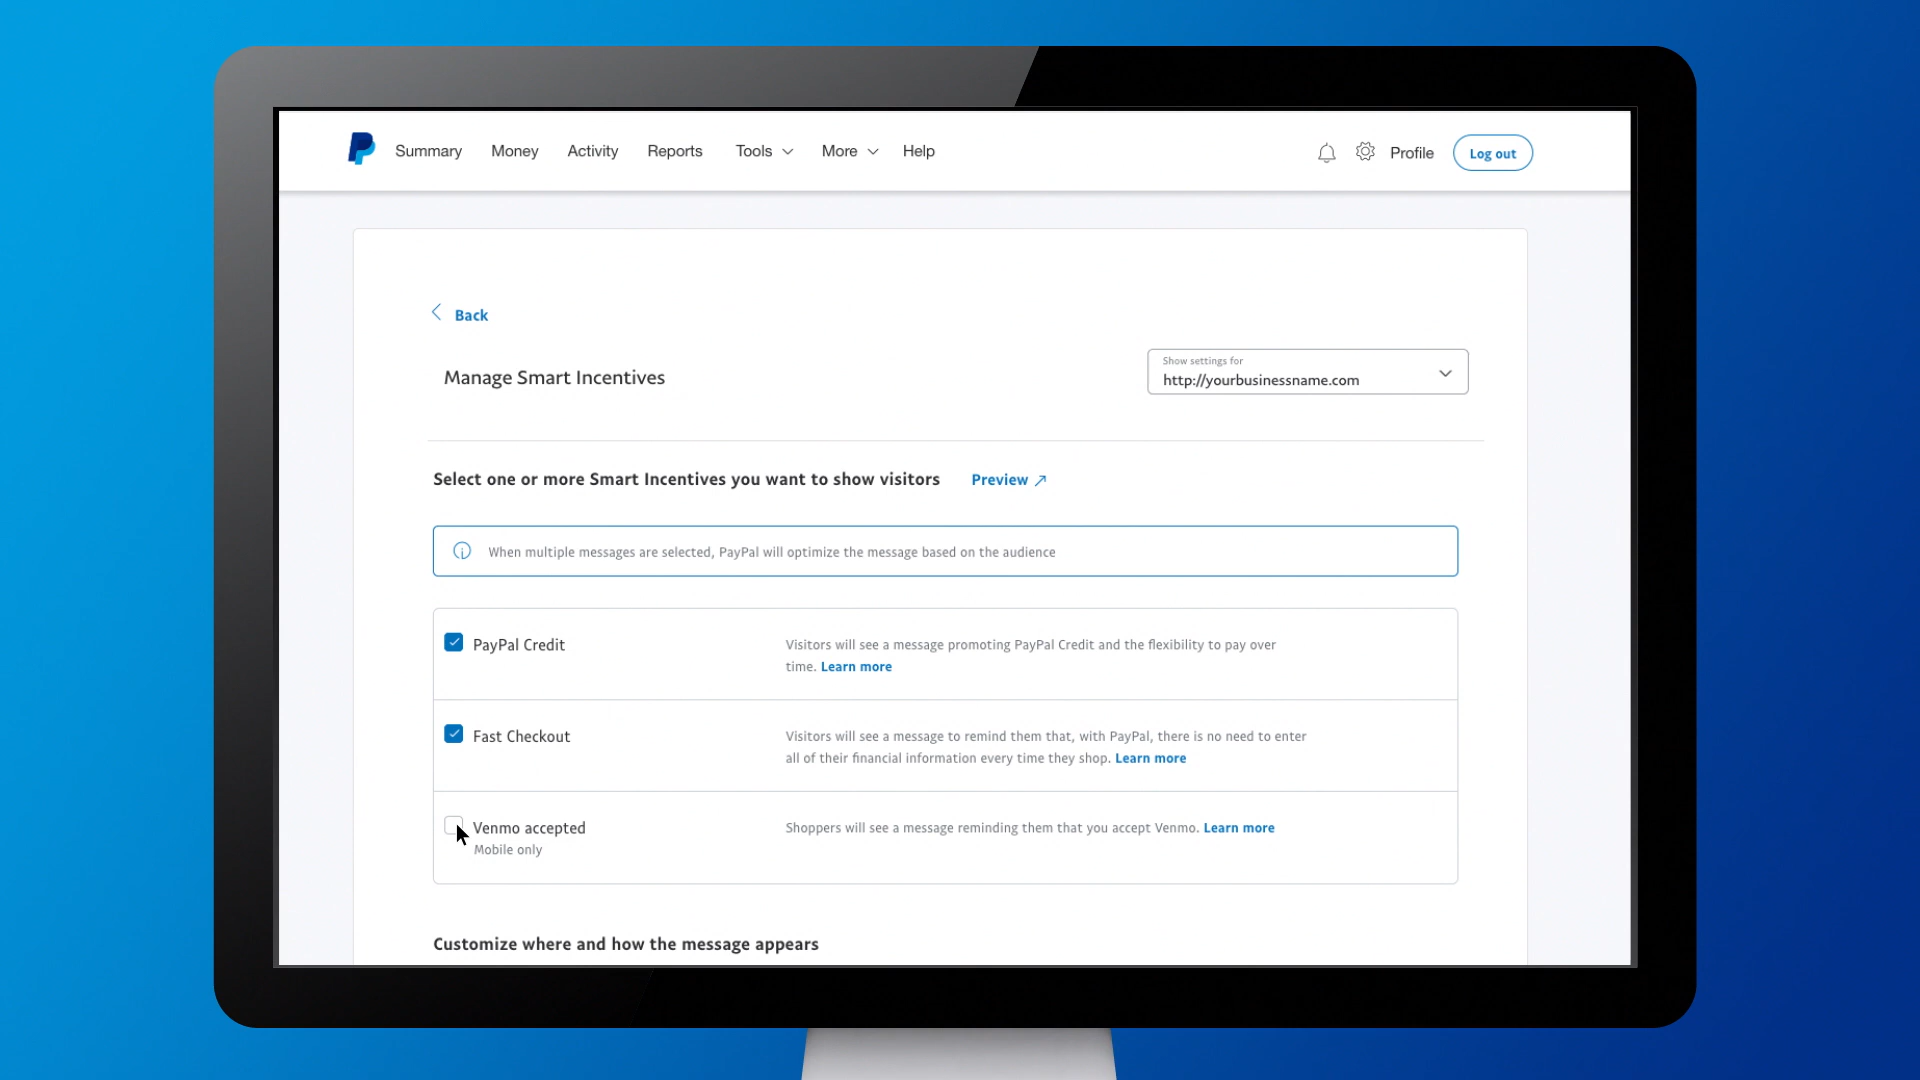 Summary Money Activity Reports Tools More Help Profile Log out
Back
Manage Smart Incentives
Show settings for
http://yourbusinessname.com
Select one or more Smart Incentives you want to show visitors Preview
When multiple messages are selected, PayPal will optimize the message based on the audience
PayPal Credit
Visitors will see a message promoting PayPal Credit and the flexibility to pay over
time. Learn more
Fast Checkout
Visitors will see a message to remind them that, with PayPal, there is no need to enter
all of their financial information every time they shop. Learn more
Venmo accepted
Mobile only
Shoppers will see a message reminding them that you accept Venmo. Learn more
Customize where and how the message appears